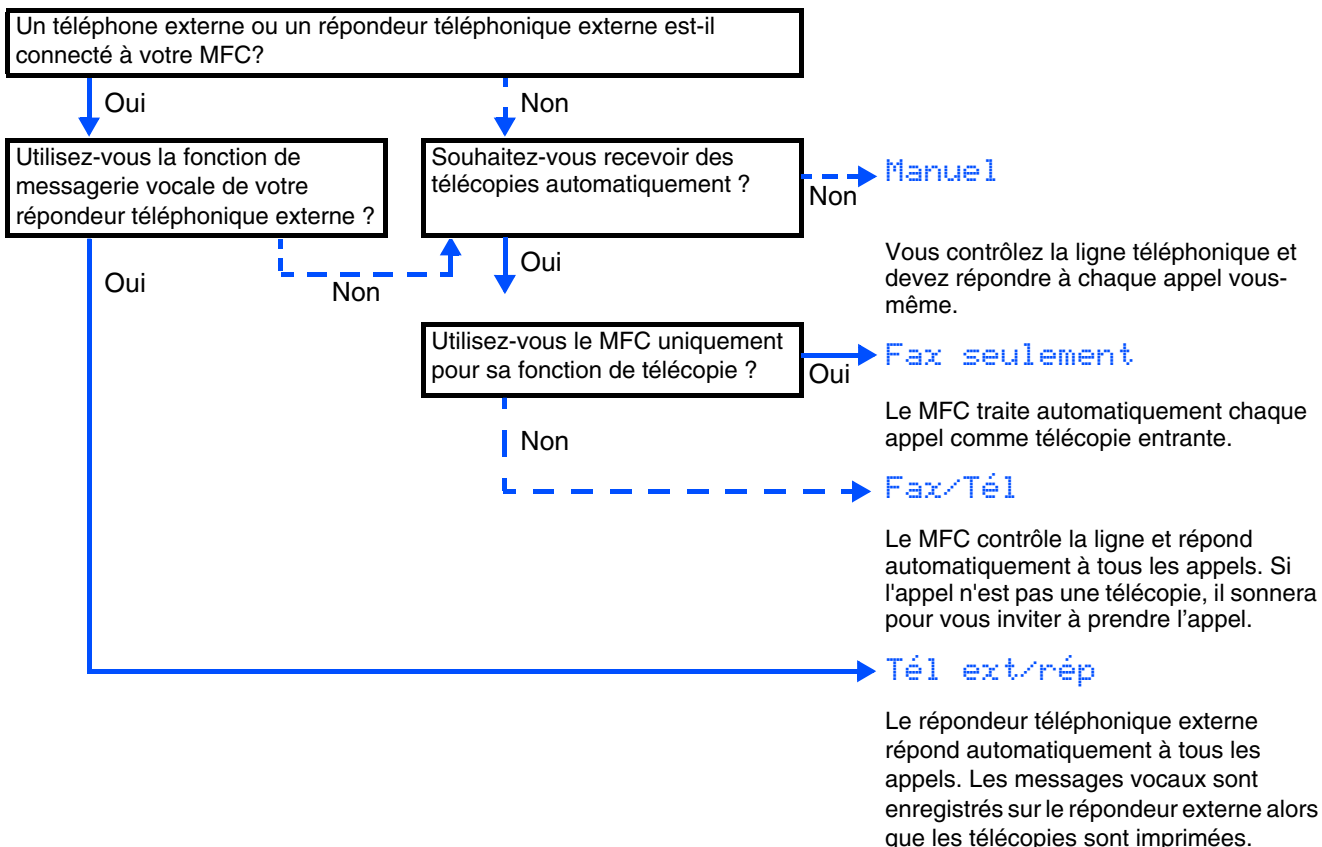 Un téléphone externe ou un répondeur téléphonique externe est-il
connecté à votre MFC?
Oui
Non
Utilisez-vous la fonction de
messagerie vocale de votre
répondeur téléphonique externe ?
Souhaitez-vous recevoir des
télécopies automatiquement ?
Non
Manuel
Vous contrôlez la ligne téléphonique et
devez répondre à chaque appel vous-
même.
Oui
Non
Oui
Utilisez-vous le MFC uniquement
pour sa fonction de télécopie ?
Oui
Fax seulement
Le MFC traite automatiquement chaque
appel comme télécopie entrante.
Non
Fax/Tél
Le MFC contrôle la ligne et répond
automatiquement à tous les appels. Si
l'appel n'est pas une télécopie, il sonnera
pour vous inviter à prendre l’appel.
Tél ext/rép
Le répondeur téléphonique externe
répond automatiquement à tous les
appels. Les messages vocaux sont
enregistrés sur le répondeur externe alors
que les télécopies sont imprimées.